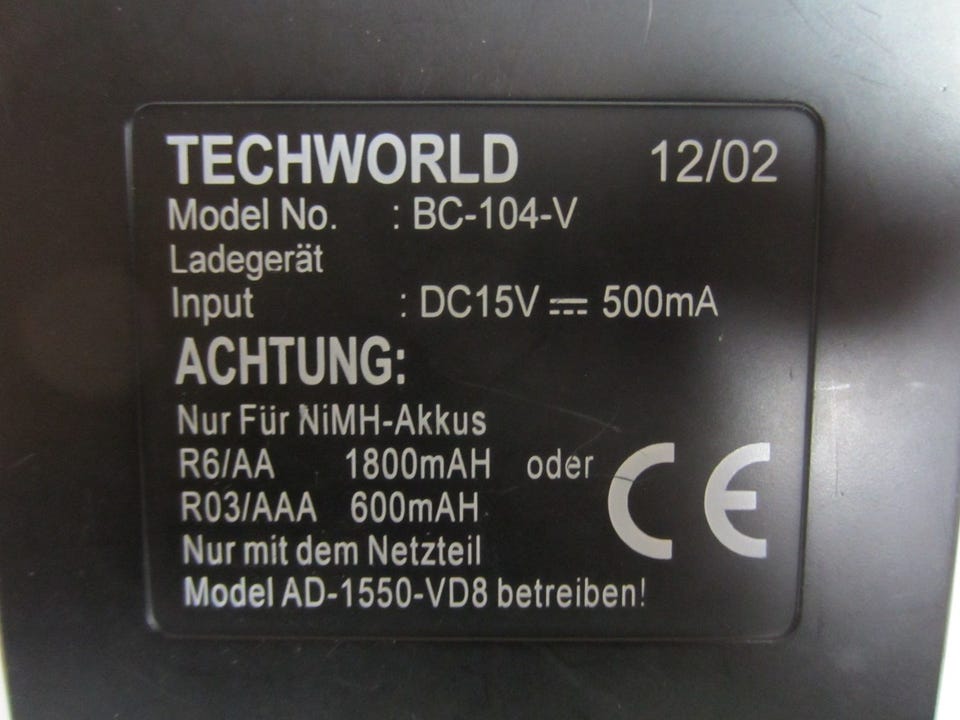 TECHWORLD 12/02
Model No. : BC-104-V
Ladegerät
Input : DC15V ⎓ 500mA
ACHTUNG:
Nur Für NiMH-Akkus
R6/AA 1800mAH oder
R03/AAA 600mAH
CE
Nur mit dem Netzteil
Model AD-1550-VD8 betreiben!